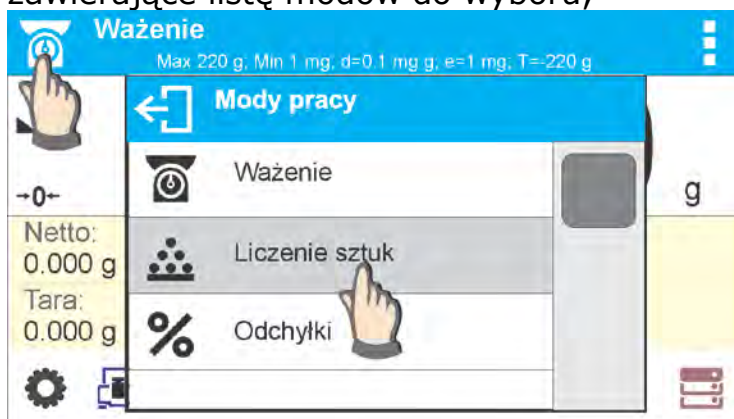 zawierające listę modów do wyboru)
Ważenie
Max 220 g; Min 1 mg; d=0.1 mg g; e=1 mg; T=-220 g
Mody pracy
Ważenie
→0← g
Liczenie sztuk
Netto:
0.000 g
Tara:
0.000 g
Odchyłki